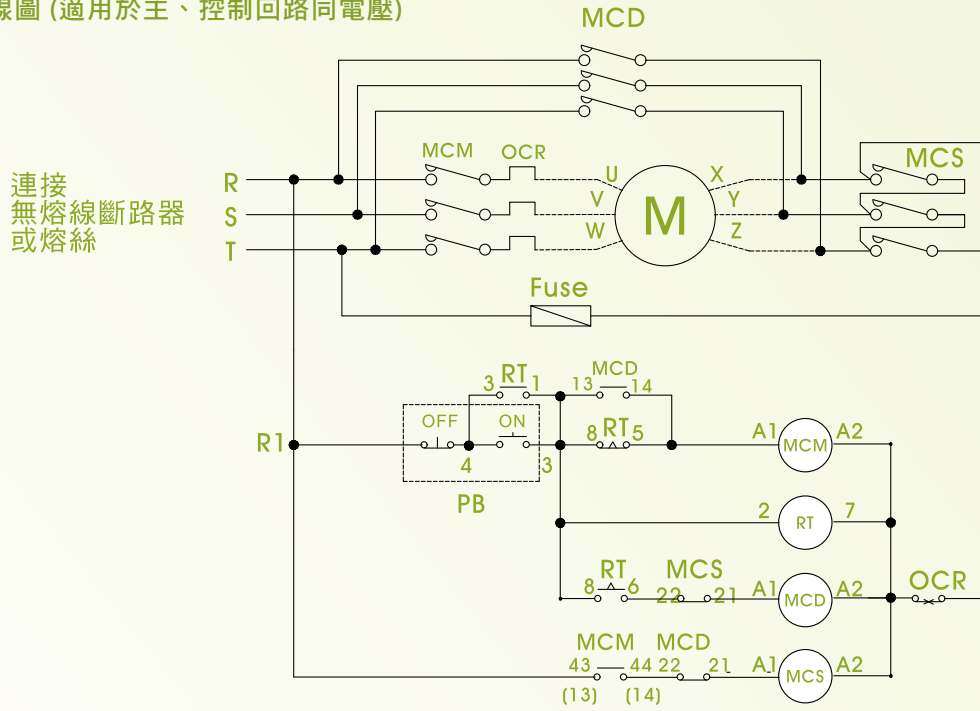 線圖 (適用於主、控制回路同電壓)
MCD
MCM OCR MCS
連接
無熔線斷路器
或熔絲
R
S
T
U
V
W
M
X
Y
Z
Fuse
3 RT 1 13 MCD 14
OFF ON
R1 4 3 8 RT 5 A1 MCM A2
PB
2 RT 7
8 RT 6 22 MCS 21 A1 MCD A2 OCR
MCM MCD
43 44 22 21 A1 MCS A2
(13) (14)